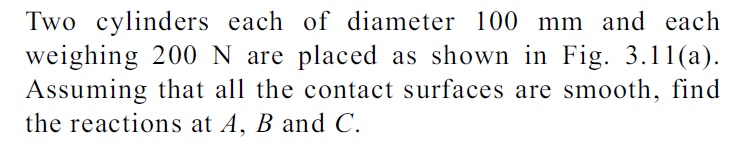 Two cylinders each of diameter 100 mm and each
weighing 200 N are placed as shown in Fig. 3.11(a).
Assuming that all the contact surfaces are smooth, find
the reactions at A, B and C.